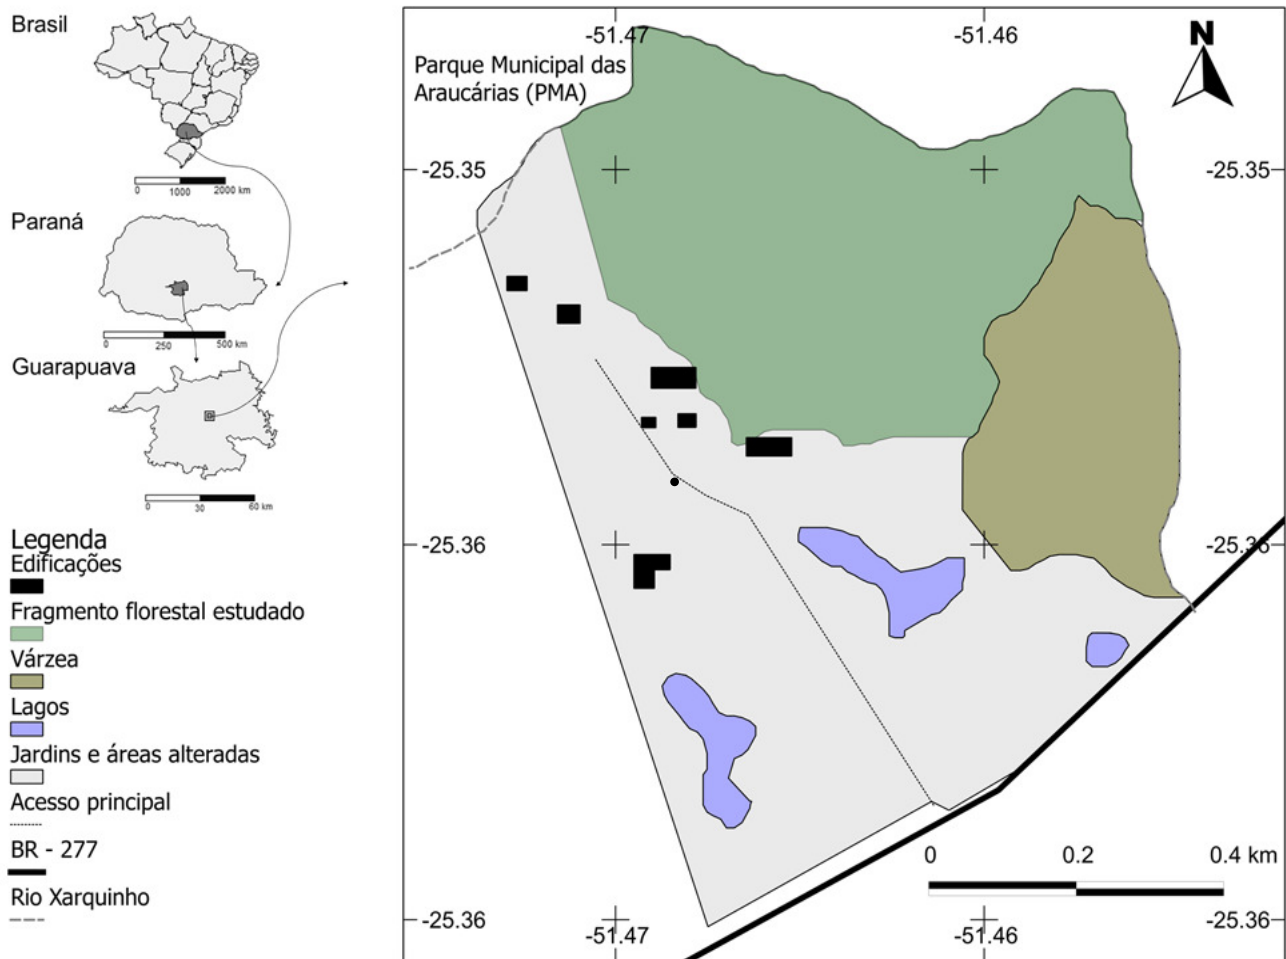 Brasil
0 1000 2000 km
Paraná
0 250 500 km
Guarapuava
0 30 60 km
Legenda
Edificações
Fragmento florestal estudado
Várzea
Lagos
Jardins e áreas alteradas
Acesso principal
BR - 277
Rio Xarquinho
-51.47 -51.46
N
Parque Municipal das
Araucárias (PMA)
-25.35 -25.35
-25.36 -25.36
0 0.2 0.4 km
-25.36 -25.36
-51.47 -51.46